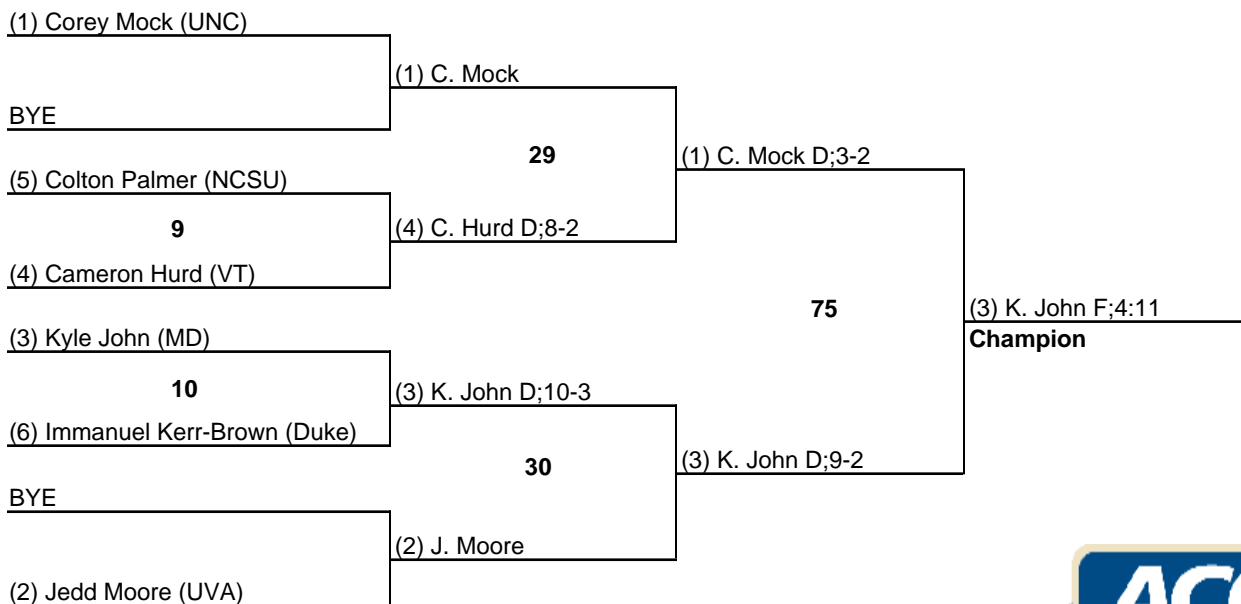 (1) Corey Mock (UNC)
(1) C. Mock
BYE
29
(1) C. Mock D;3-2
(5) Colton Palmer (NCSU)
9
(4) C. Hurd D;8-2
(4) Cameron Hurd (VT)
75
(3) K. John F;4:11
Champion
(3) Kyle John (MD)
10
(3) K. John D;10-3
(6) Immanuel Kerr-Brown (Duke)
30
(3) K. John D;9-2
BYE
(2) J. Moore
(2) Jedd Moore (UVA)
ACC